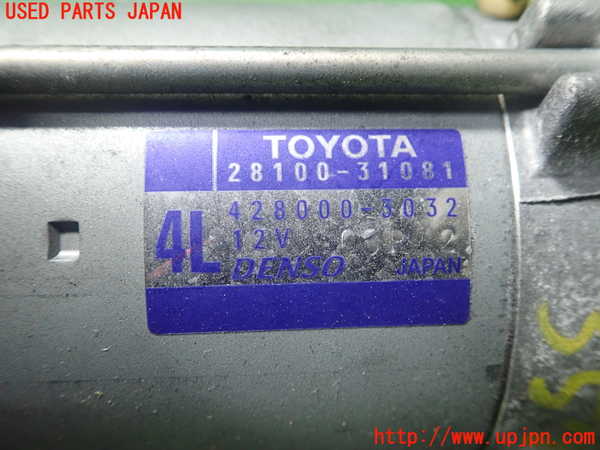 USED PARTS JAPAN
TOYOTA
28100-31081
428000-3032
4L
12V
DENSO JAPAN
http://www.upjpn.com/